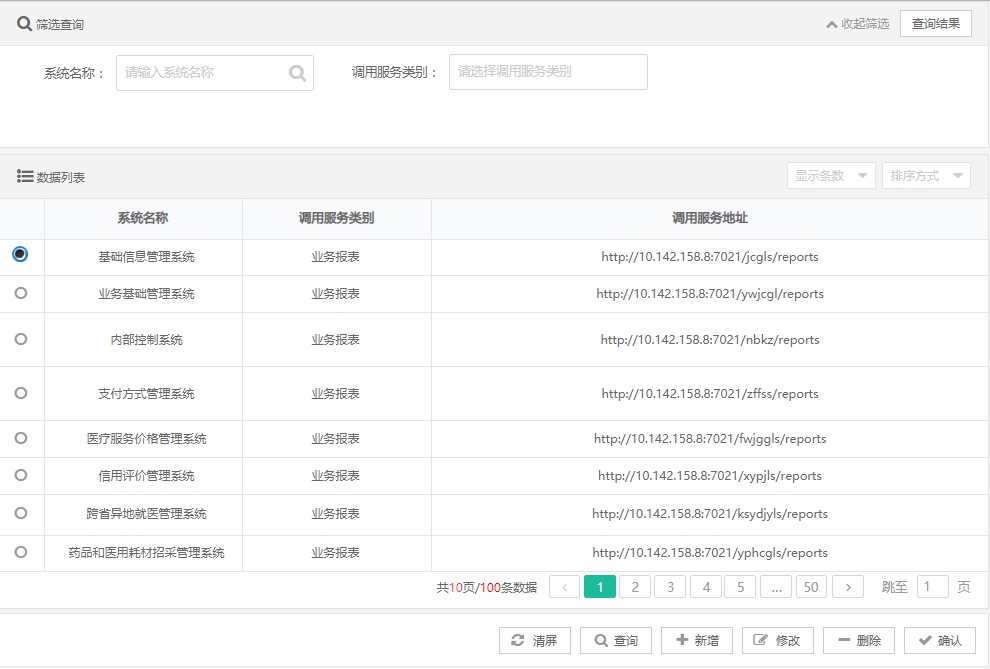 筛选查询 收起筛选 查询结果
系统名称： 请输入系统名称 调用服务类别： 请选择调用服务类别
数据列表 显示条数 排序方式
系统名称 调用服务类别 调用服务地址
基础信息管理系统 业务报表 http://10.142.158.8:7021/jcgls/reports
业务基础管理系统 业务报表 http://10.142.158.8:7021/ywjcgl/reports
内部控制系统 业务报表 http://10.142.158.8:7021/nbkz/reports
支付方式管理系统 业务报表 http://10.142.158.8:7021/zffss/reports
医疗服务价格管理系统 业务报表 http://10.142.158.8:7021/fwjggls/reports
信用评价管理系统 业务报表 http://10.142.158.8:7021/xypjls/reports
跨省异地就医管理系统 业务报表 http://10.142.158.8:7021/ksydjyls/reports
药品和医用耗材招采管理系统 业务报表 http://10.142.158.8:7021/yphcgls/reports
共10页/100条数据 < 1 2 3 4 5 ... 50 > 跳至 1 页
清屏 查询 新增 修改 删除 确认